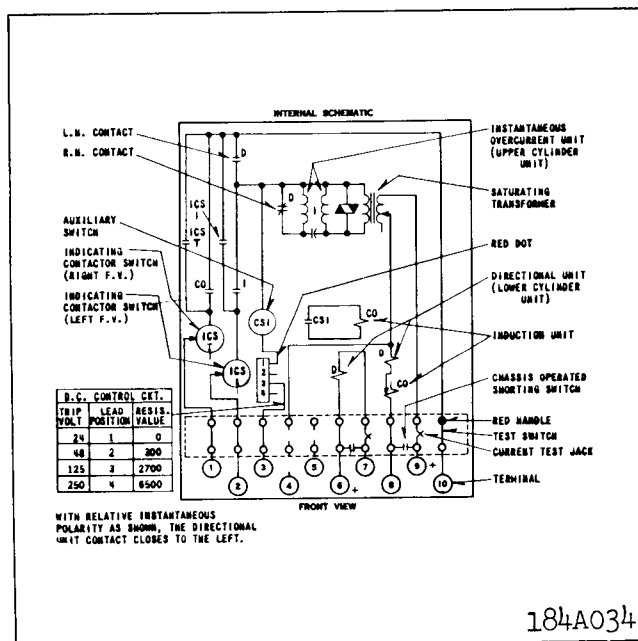 INTERNAL SCHEMATIC
L.H. CONTACT
R.H. CONTACT
AUXILIARY
SWITCH
INDICATING
CONTACTOR SWITCH
(RIGHT F.V.)
INDICATING
CONTACTOR SWITCH
(LEFT F.V.)
INSTANTANEOUS
OVERCURRENT UNIT
(UPPER CYLINDER
UNIT)
SATURATING
TRANSFORMER
RED DOT
DIRECTIONAL UNIT
(LOWER CYLINDER
UNIT)
INDUCTION UNIT
CHASSIS OPERATED
SHORTING SWITCH
RED HANDLE
TEST SWITCH
CURRENT TEST JACK
TERMINAL
D
D
I
ICS
I
ICS
T
CO
I
ICS
T
ICS
I
CS1
CS1
CO
D
D
CO
1
2
3
4
D.C. CONTROL CKT.
TRIP VOLT LEAD POSITION RESIS. VALUE
24 1 0
48 2 300
125 3 2700
250 4 6500
1 2 3 4 5 6 + 7 8 9 + 10
FRONT VIEW
WITH RELATIVE INSTANTANEOUS
POLARITY AS SHOWN, THE DIRECTIONAL
UNIT CONTACT CLOSES TO THE LEFT.
184A034